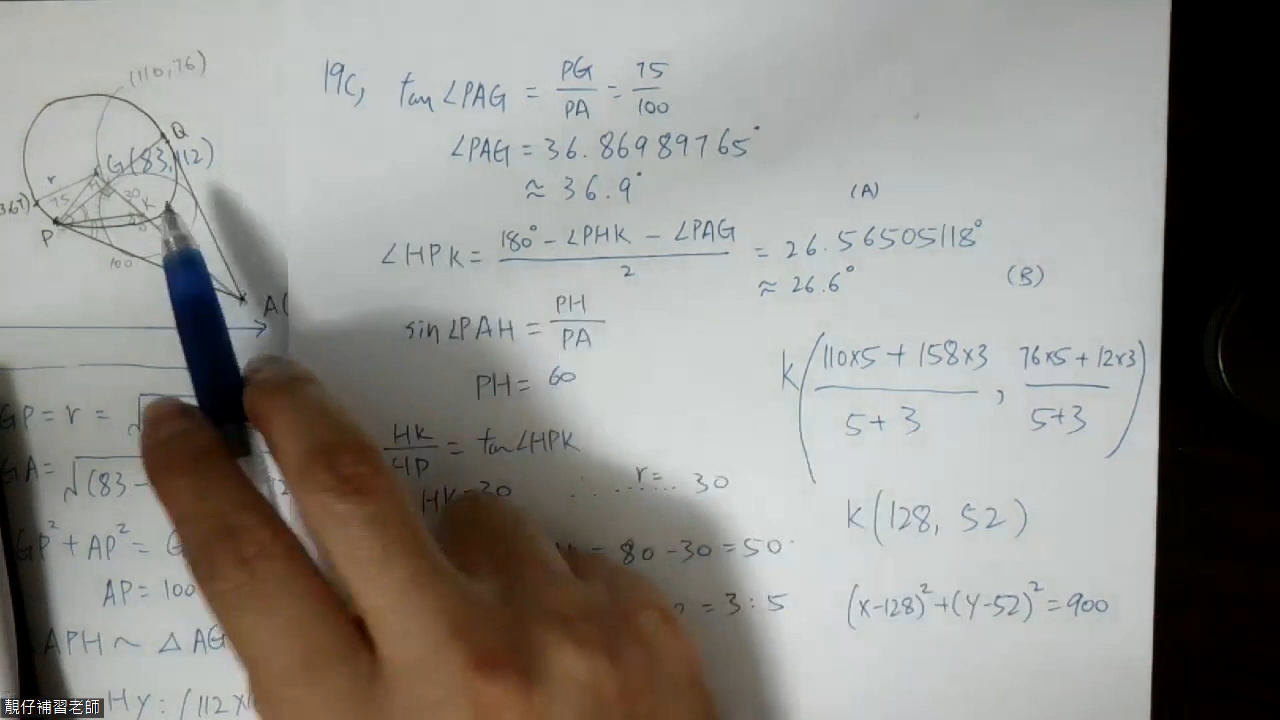 (110,76)
Q
G(83,112)
r
75
30
K
P
100
A(
GP = r = √
GA = √(83-
GP² + AP² = G
AP = 100
APH ~ △ AG
Hy : (112×
19c, tan∠PAG = PG/PA = 75/100
∠PAG = 36.86989765°
≈ 36.9°
(A)
∠HPK = (180° - ∠PHK - ∠PAG)/2 = 26.56505118°
≈ 26.6°
(B)
sin∠PAH = PH/PA
PH = 60
HK/HP = tan∠HPK
HK=30
r= 30
= 80 - 30 = 50
= 3 : 5
K((110×5 + 158×3)/(5+3), (76×5 + 12×3)/(5+3))
K(128, 52)
(x-128)² + (y-52)² = 900
靚仔補習老師